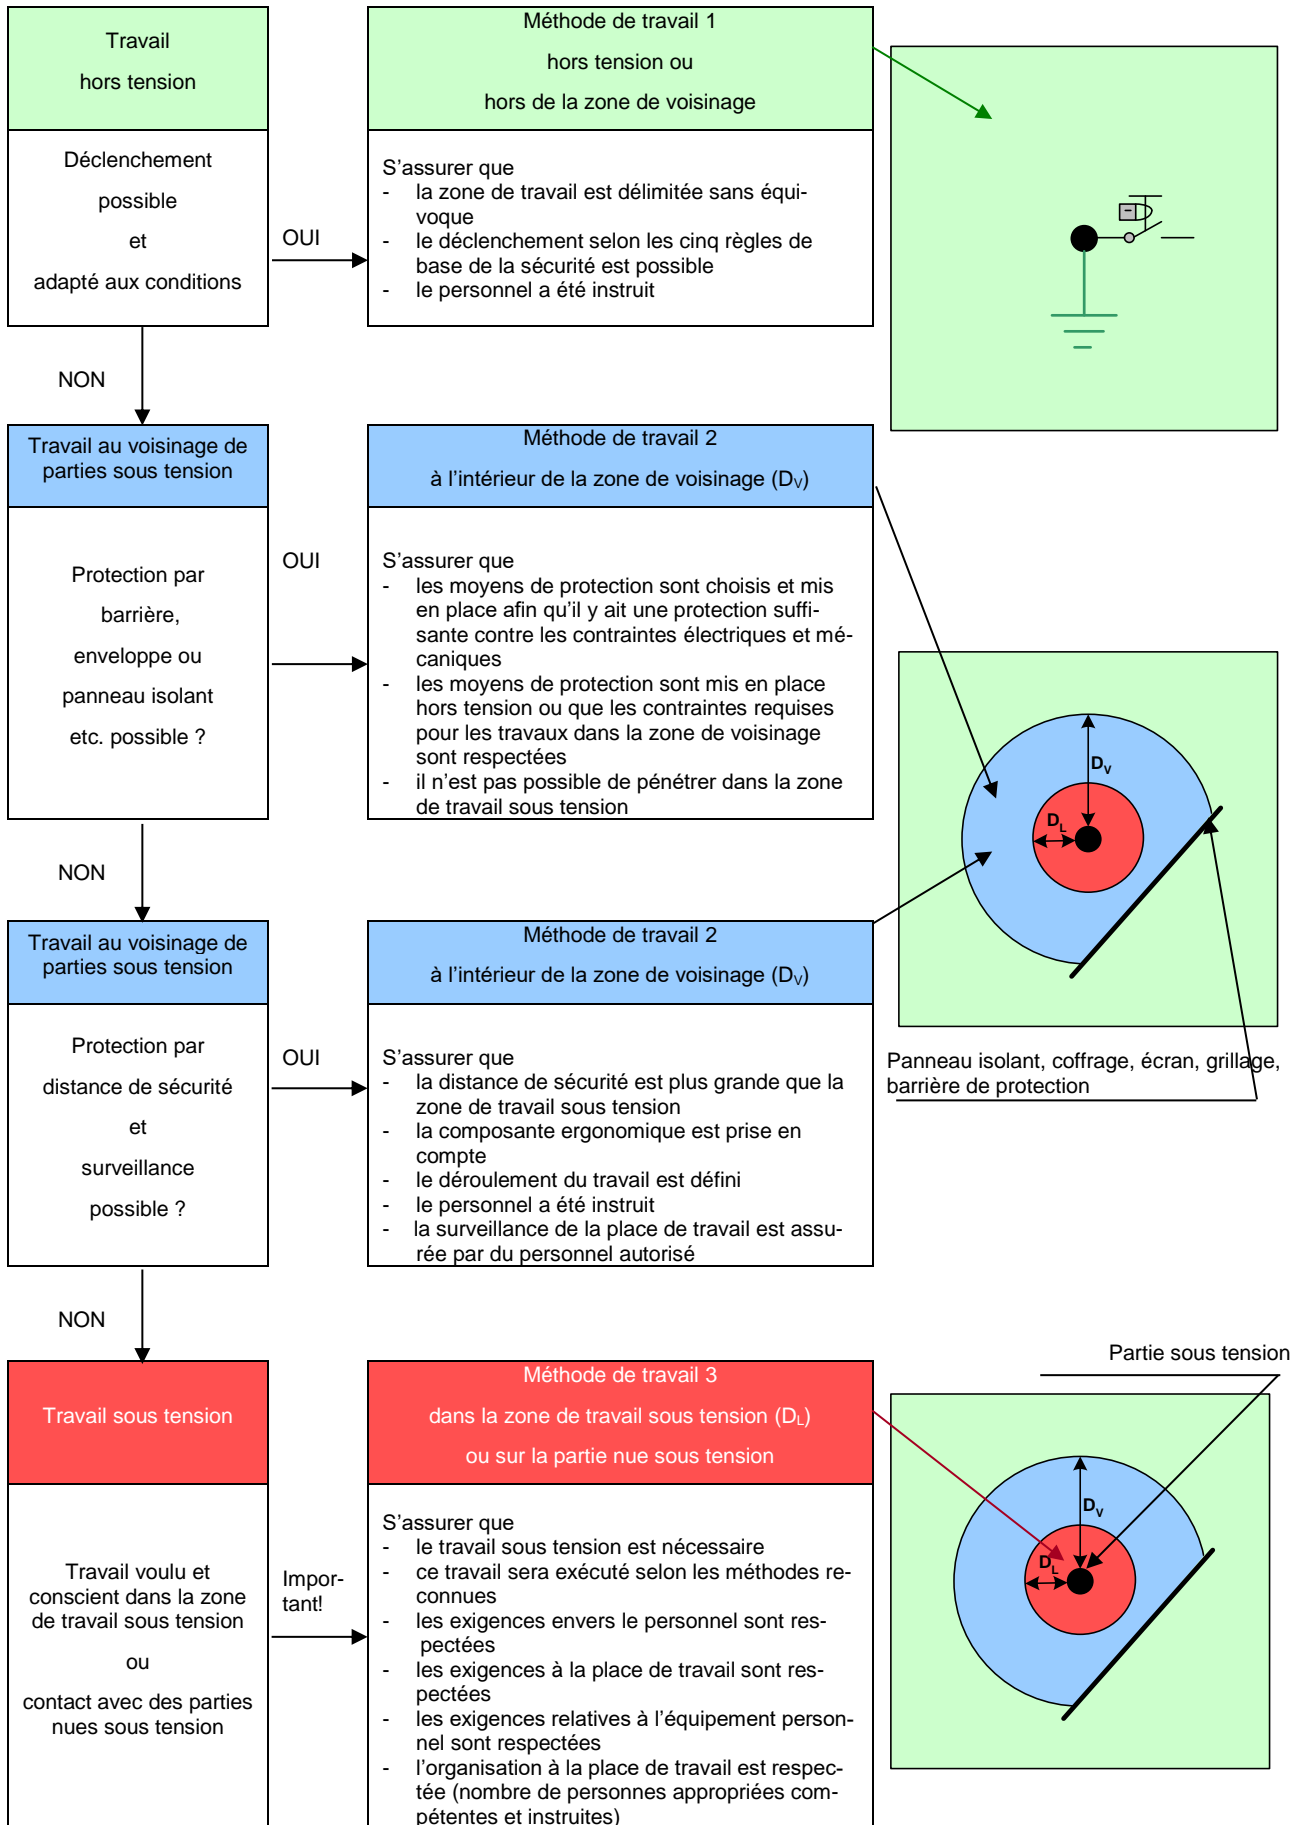 Travail
hors tension
Déclenchement
possible
et
adapté aux conditions
OUI
NON
Méthode de travail 1
hors tension ou
hors de la zone de voisinage
S’assurer que
- la zone de travail est délimitée sans équi-
voque
- le déclenchement selon les cinq règles de
base de la sécurité est possible
- le personnel a été instruit
Travail au voisinage de
parties sous tension
Protection par
barrière,
enveloppe ou
panneau isolant
etc. possible ?
OUI
NON
Méthode de travail 2
à l’intérieur de la zone de voisinage (DV)
S’assurer que
- les moyens de protection sont choisis et mis
en place afin qu’il y ait une protection suffi-
sante contre les contraintes électriques et mé-
caniques
- les moyens de protection sont mis en place
hors tension ou que les contraintes requises
pour les travaux dans la zone de voisinage
sont respectées
- il n'est pas possible de pénétrer dans la zone
de travail sous tension
DV
DL
Panneau isolant, coffrage, écran, grillage,
barrière de protection
Travail au voisinage de
parties sous tension
Protection par
distance de sécurité
et
surveillance
possible ?
OUI
NON
Méthode de travail 2
à l’intérieur de la zone de voisinage (DV)
S’assurer que
- la distance de sécurité est plus grande que la
zone de travail sous tension
- la composante ergonomique est prise en
compte
- le déroulement du travail est défini
- le personnel a été instruit
- la surveillance de la place de travail est assu-
rée par du personnel autorisé
Travail sous tension
Travail voulu et
conscient dans la zone
de travail sous tension
ou
contact avec des parties
nues sous tension
Impor-
tant!
Méthode de travail 3
dans la zone de travail sous tension (DL)
ou sur la partie nue sous tension
S’assurer que
- le travail sous tension est nécessaire
- ce travail sera exécuté selon les méthodes re-
connues
- les exigences envers le personnel sont res-
pectées
- les exigences à la place de travail sont res-
pectées
- les exigences relatives à l’équipement person-
nel sont respectées
- l’organisation à la place de travail est respec-
tée (nombre de personnes appropriées com-
pétentes et instruites)
Partie sous tension
DV
DL